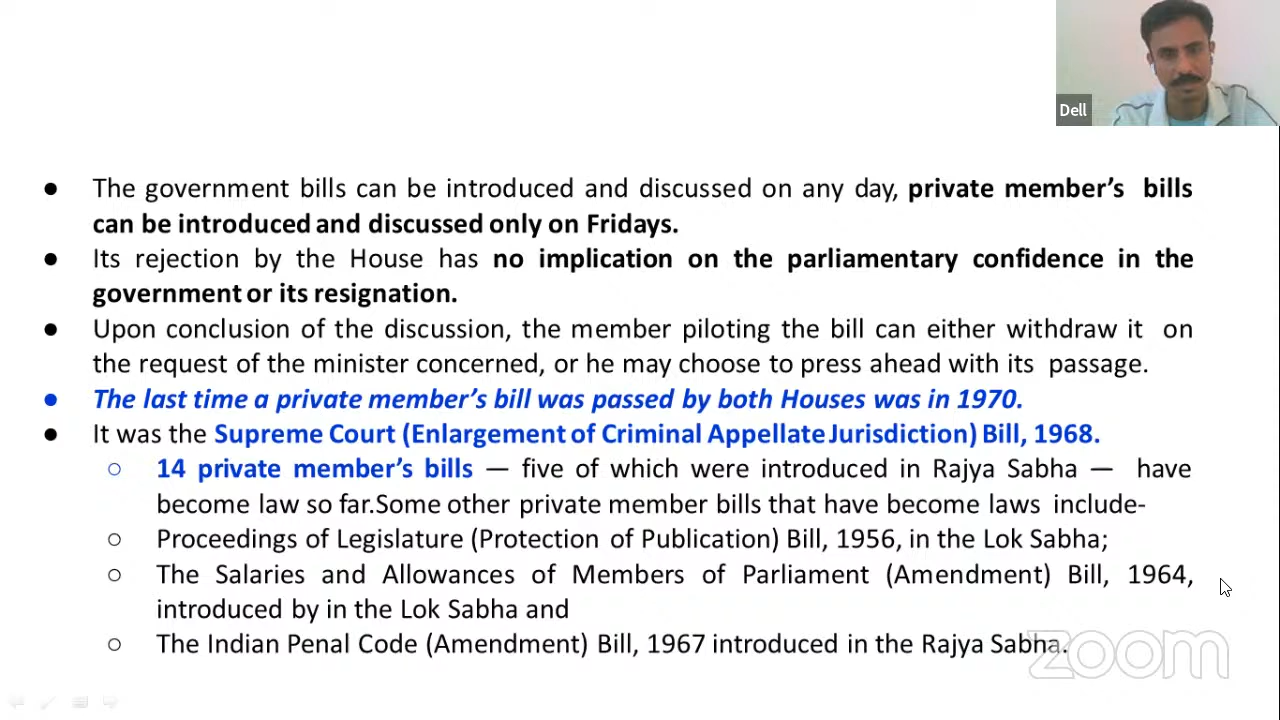 Dell
● The government bills can be introduced and discussed on any day, private member’s bills
can be introduced and discussed only on Fridays.
● Its rejection by the House has no implication on the parliamentary confidence in the
government or its resignation.
● Upon conclusion of the discussion, the member piloting the bill can either withdraw it on
the request of the minister concerned, or he may choose to press ahead with its passage.
● The last time a private member’s bill was passed by both Houses was in 1970.
● It was the Supreme Court (Enlargement of Criminal Appellate Jurisdiction) Bill, 1968.
○ 14 private member’s bills — five of which were introduced in Rajya Sabha — have
become law so far.Some other private member bills that have become laws include-
○ Proceedings of Legislature (Protection of Publication) Bill, 1956, in the Lok Sabha;
○ The Salaries and Allowances of Members of Parliament (Amendment) Bill, 1964,
introduced by in the Lok Sabha and
○ The Indian Penal Code (Amendment) Bill, 1967 introduced in the Rajya Sabha.
zoom